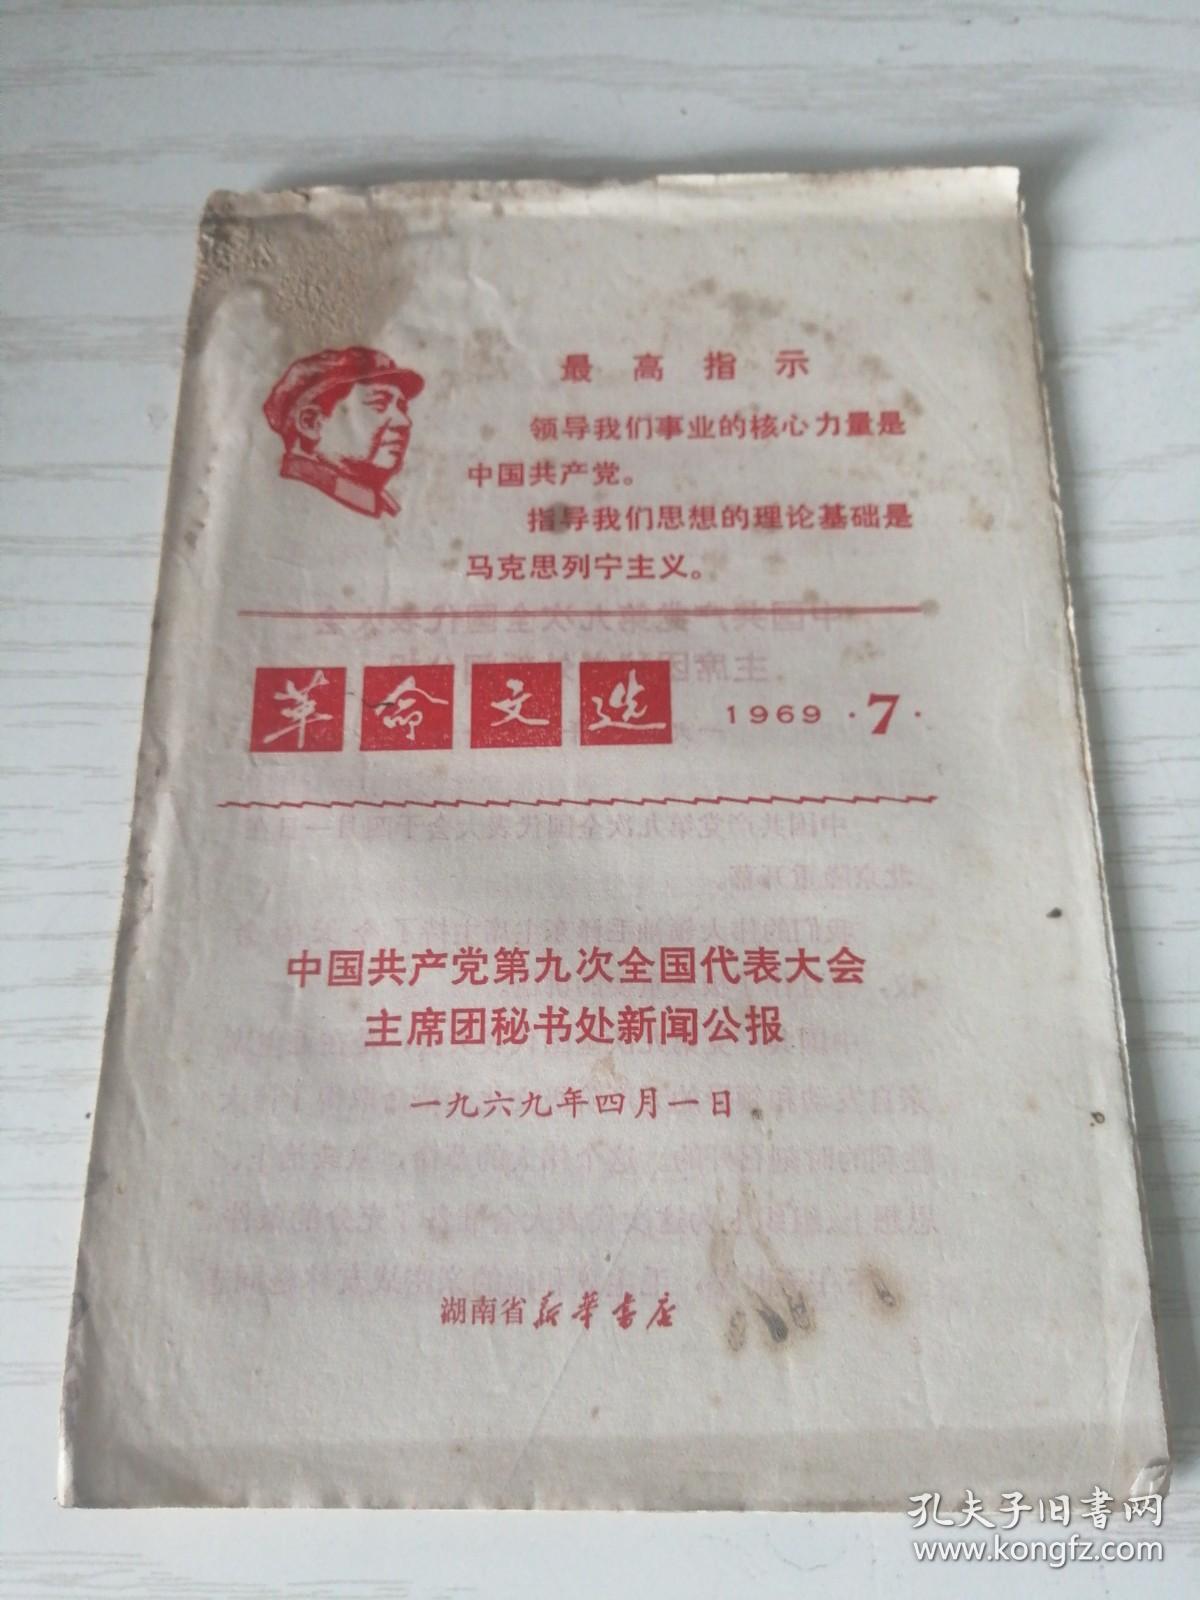 最高指示
领导我们事业的核心力量是
中国共产党。
指导我们思想的理论基础是
马克思列宁主义。
革命文选 1969 ·7·
中国共产党第九次全国代表大会
主席团秘书处新闻公报
一九六九年四月一日
湖南省新华书店
孔夫子旧书网
www.kongfz.com